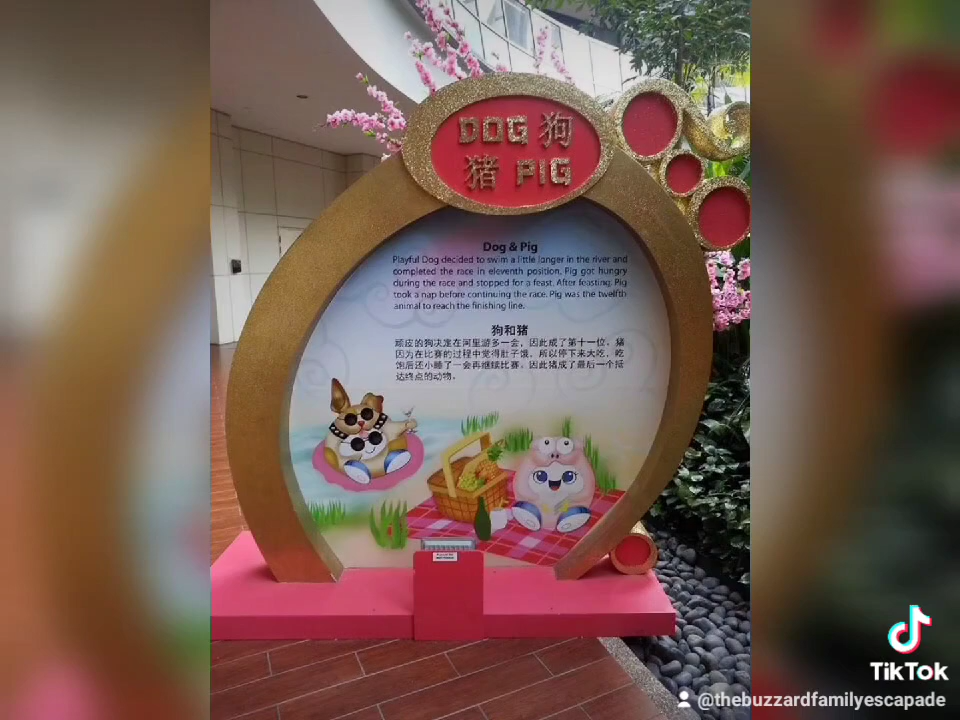 DOG 狗
猪 PIG
Dog & Pig
Playful Dog decided to swim a little longer in the river and
completed the race in eleventh position. Pig got hungry
during the race and stopped for a feast. After feasting, Pig
took a nap before continuing the race. Pig was the twelfth
animal to reach the finishing line.
狗和猪
顽皮的狗决定在河里游多一会，因此成了第十一位。猪
因为在比赛的过程中觉得肚子饿，所以停下来大吃，吃
饱后还小睡了一会再继续比赛。因此猪成了最后一个抵
达终点的动物。
TikTok
@thebuzzardfamilyescapade